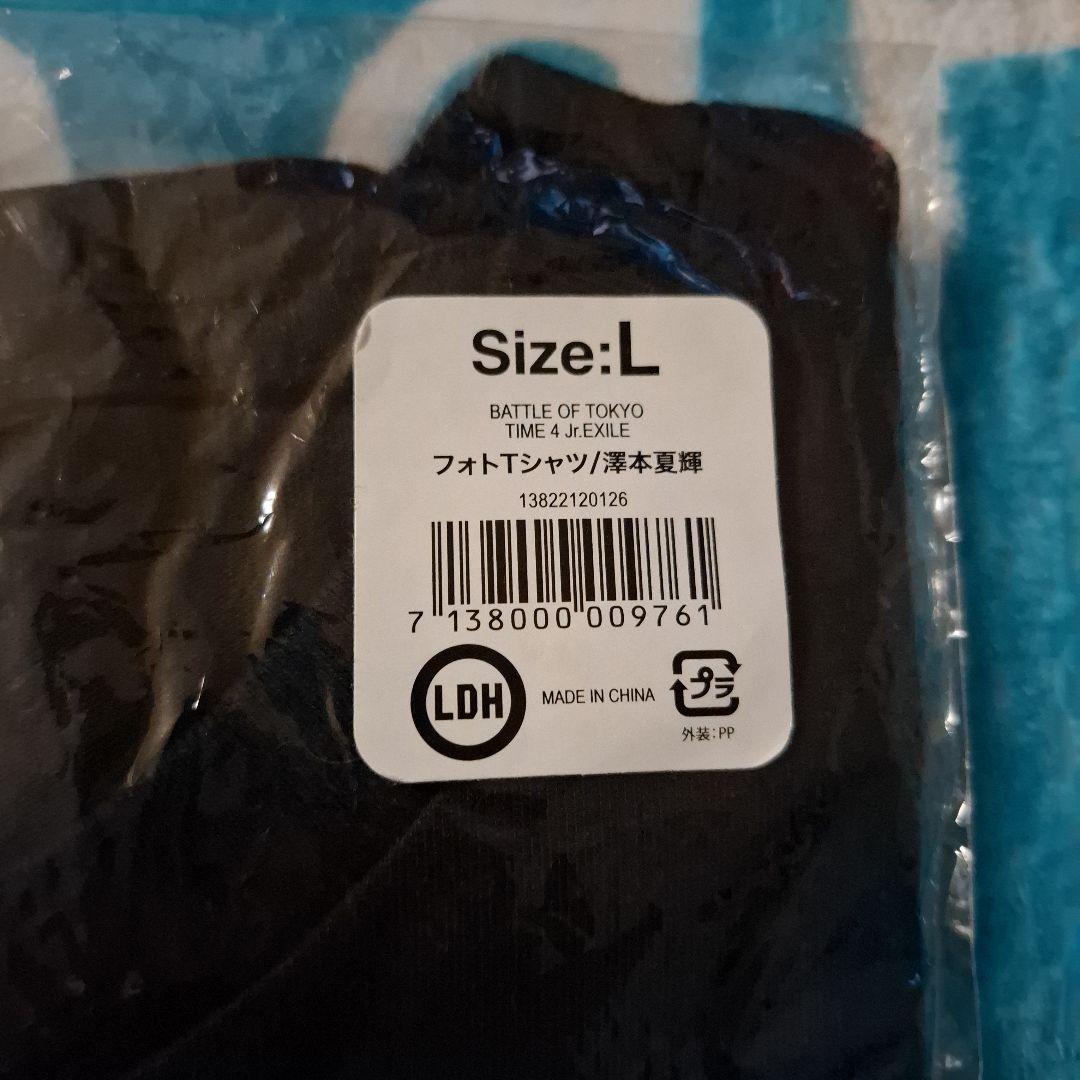 Size:L
BATTLE OF TOKYO
TIME 4 Jr.EXILE
フォトTシャツ/澤本夏輝
13822120126
7 138000 009761
LDH
MADE IN CHINA
プラ
外装:PP